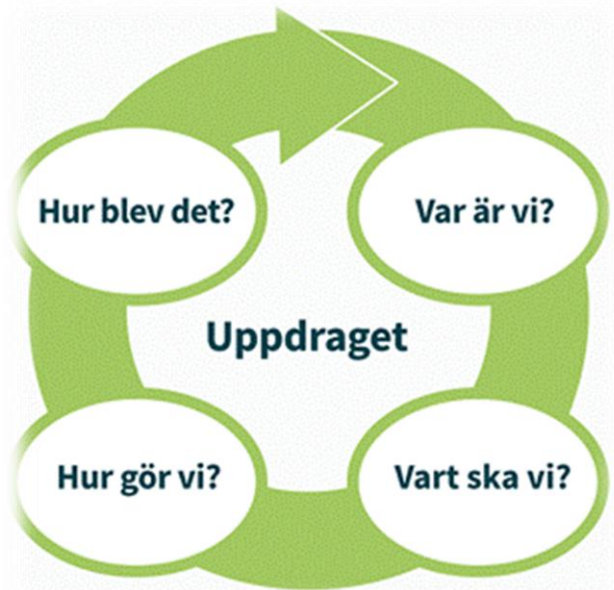 Hur blev det?
Var är vi?
Uppdraget
Hur gör vi?
Vart ska vi?